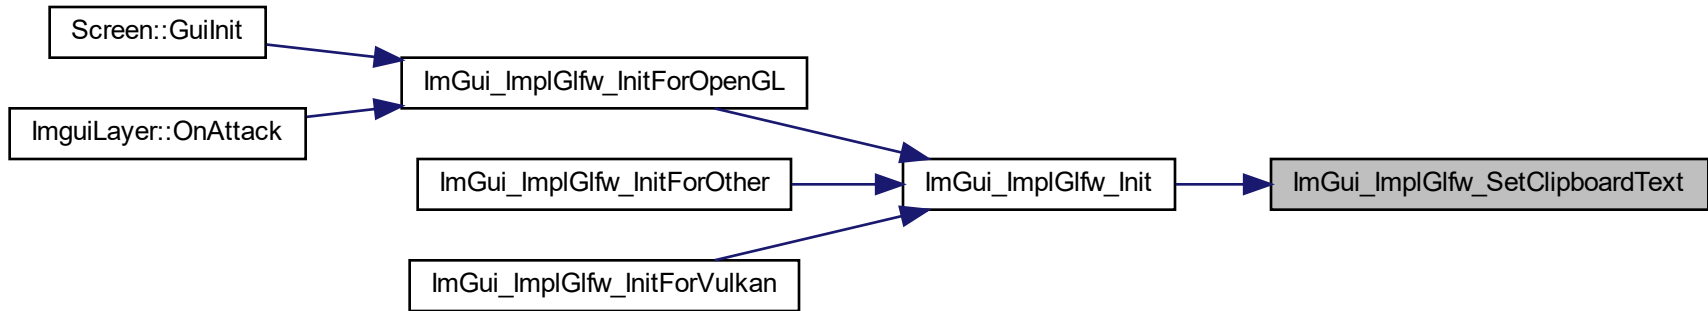 Screen::GuiInit
ImGui_ImplGlfw_InitForOpenGL
ImguiLayer::OnAttack
ImGui_ImplGlfw_InitForOther
ImGui_ImplGlfw_Init
ImGui_ImplGlfw_SetClipboardText
ImGui_ImplGlfw_InitForVulkan